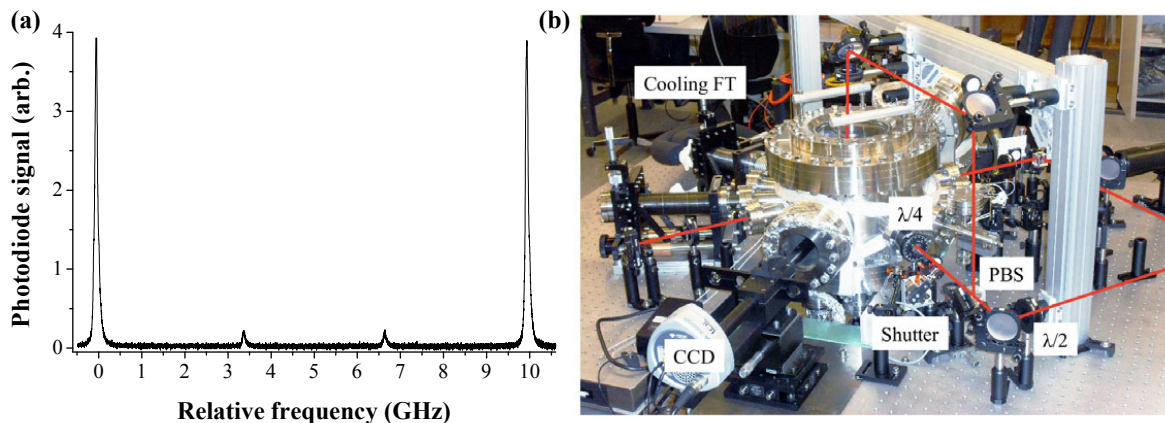 (a)
Photodiode signal (arb.)
4
3
2
1
0
0 1 2 3 4 5 6 7 8 9 10
Relative frequency (GHz)
(b)
Cooling FT
λ/4
PBS
Shutter
λ/2
CCD